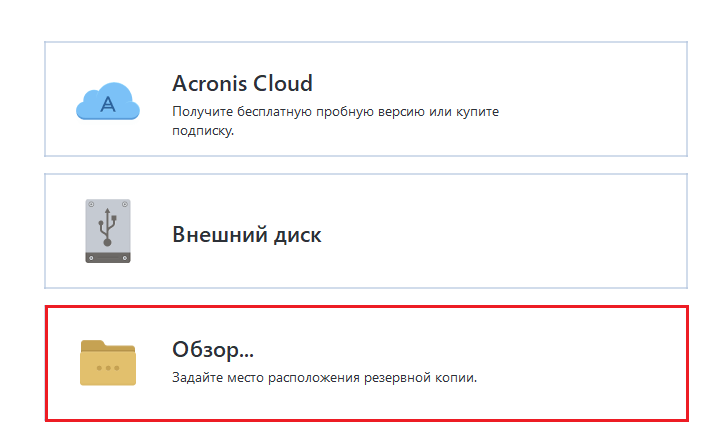 Acronis Cloud
Получите бесплатную пробную версию или купите
подписку.
Внешний диск
Обзор...
Задайте место расположения резервной копии.